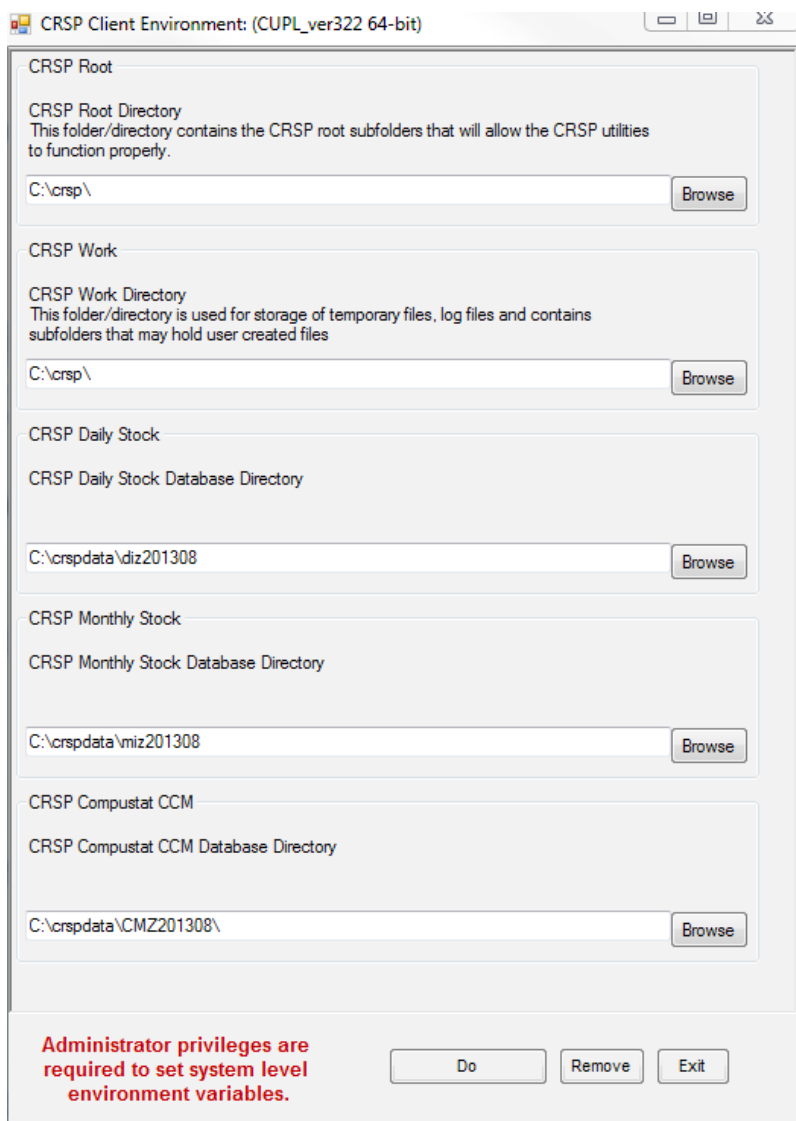 CRSP Client Environment: (CUPL_ver322 64-bit)
CRSP Root
CRSP Root Directory
This folder/directory contains the CRSP root subfolders that will allow the CRSP utilities
to function properly.
C:\crsp\
Browse
CRSP Work
CRSP Work Directory
This folder/directory is used for storage of temporary files, log files and contains
subfolders that may hold user created files
C:\crsp\
Browse
CRSP Daily Stock
CRSP Daily Stock Database Directory
C:\crspdata\diz201308
Browse
CRSP Monthly Stock
CRSP Monthly Stock Database Directory
C:\crspdata\miz201308
Browse
CRSP Compustat CCM
CRSP Compustat CCM Database Directory
C:\crspdata\CMZ201308\
Browse
Administrator privileges are
required to set system level
environment variables.
Do
Remove
Exit